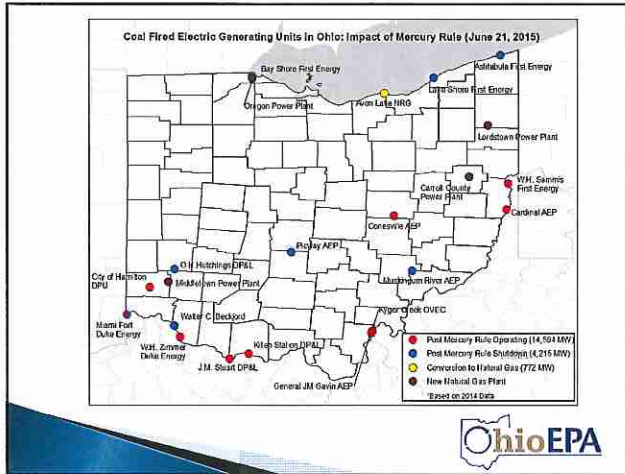 Coal Fired Electric Generating Units in Ohio: Impact of Mercury Rule (June 21, 2015)
Ashtabula First Energy
Bay Shore First Energy
Lake Shore First Energy
Oregon Power Plant
Avon Lake NRG
Lordstown Power Plant
W.H. Sammis
First Energy
Carroll County
Power Plant
Cardinal AEP
Conesville AEP
Picway AEP
O H Hutchings DP&L
Muskingum River AEP
City of Hamilton
DPU
Middletown Power Plant
Walter C Beckjord
Miami Fort
Duke Energy
Kyger Creek OVEC
W.H. Zimmer
Duke Energy
Killen Station DP&L
J.M. Stuart DP&L
General JM Gavin AEP
Post Mercury Rule Operating (14,594 MW)
Post Mercury Rule Shutdown (4,215 MW)
Conversion to Natural Gas (772 MW)
New Natural Gas Plant
*Based on 2014 Data
OhioEPA